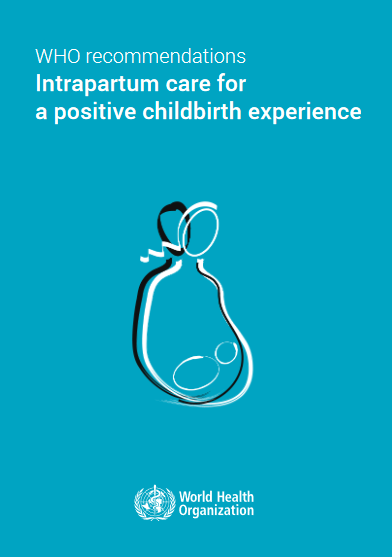 WHO recommendations
Intrapartum care for
a positive childbirth experience
World Health
Organization